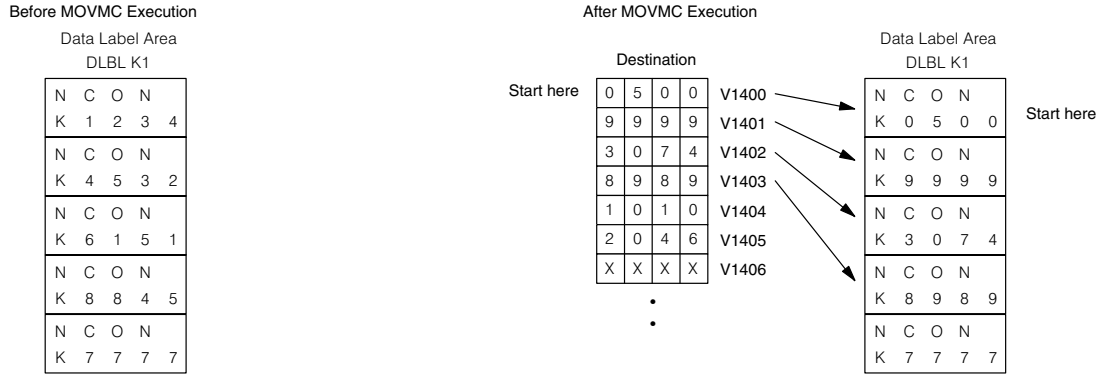 Before MOVMC Execution
Data Label Area
DLBL K1
N C O N
K 1 2 3 4
N C O N
K 4 5 3 2
N C O N
K 6 1 5 1
N C O N
K 8 8 4 5
N C O N
K 7 7 7 7
After MOVMC Execution
Destination
Start here 0 5 0 0 V1400
9 9 9 9 V1401
3 0 7 4 V1402
8 9 8 9 V1403
1 0 1 0 V1404
2 0 4 6 V1405
X X X X V1406
Data Label Area
DLBL K1
N C O N
K 0 5 0 0
Start here
N C O N
K 9 9 9 9
N C O N
K 3 0 7 4
N C O N
K 8 9 8 9
N C O N
K 7 7 7 7